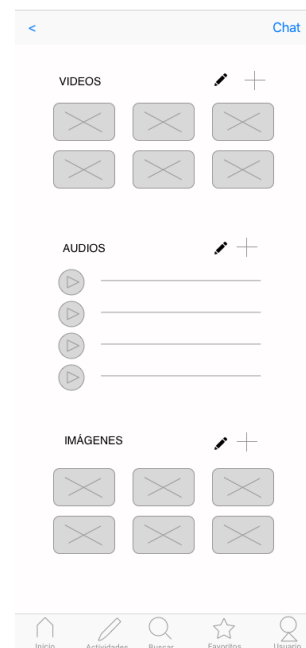 < Chat
VIDEOS
AUDIOS
IMÁGENES
Inicio Actividades Buscar Favoritos Usuario